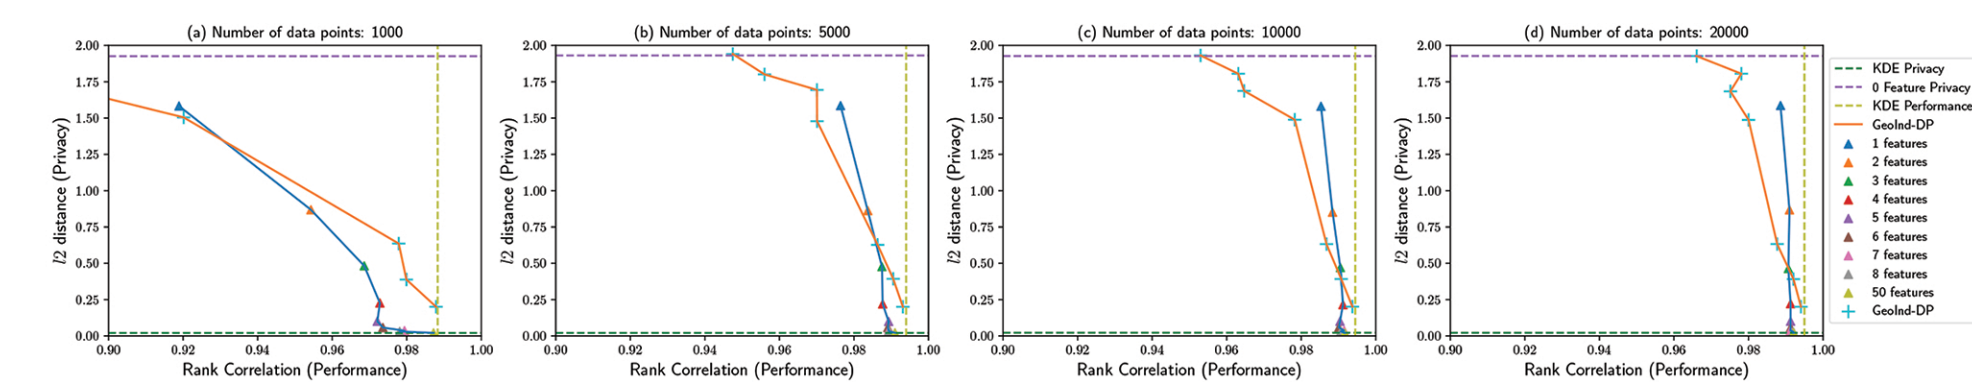 (a) Number of data points: 1000
2.00
1.75
1.50
1.25
1.00
0.75
0.50
0.25
0.00
l2 distance (Privacy)
0.90 0.92 0.94 0.96 0.98 1.00
Rank Correlation (Performance)
(b) Number of data points: 5000
2.00
1.75
1.50
1.25
1.00
0.75
0.50
0.25
0.00
l2 distance (Privacy)
0.90 0.92 0.94 0.96 0.98 1.00
Rank Correlation (Performance)
(c) Number of data points: 10000
2.00
1.75
1.50
1.25
1.00
0.75
0.50
0.25
0.00
l2 distance (Privacy)
0.90 0.92 0.94 0.96 0.98 1.00
Rank Correlation (Performance)
(d) Number of data points: 20000
2.00
1.75
1.50
1.25
1.00
0.75
0.50
0.25
0.00
l2 distance (Privacy)
0.90 0.92 0.94 0.96 0.98 1.00
Rank Correlation (Performance)
KDE Privacy
0 Feature Privacy
KDE Performance
GeoInd-DP
1 features
2 features
3 features
4 features
5 features
6 features
7 features
8 features
50 features
GeoInd-DP